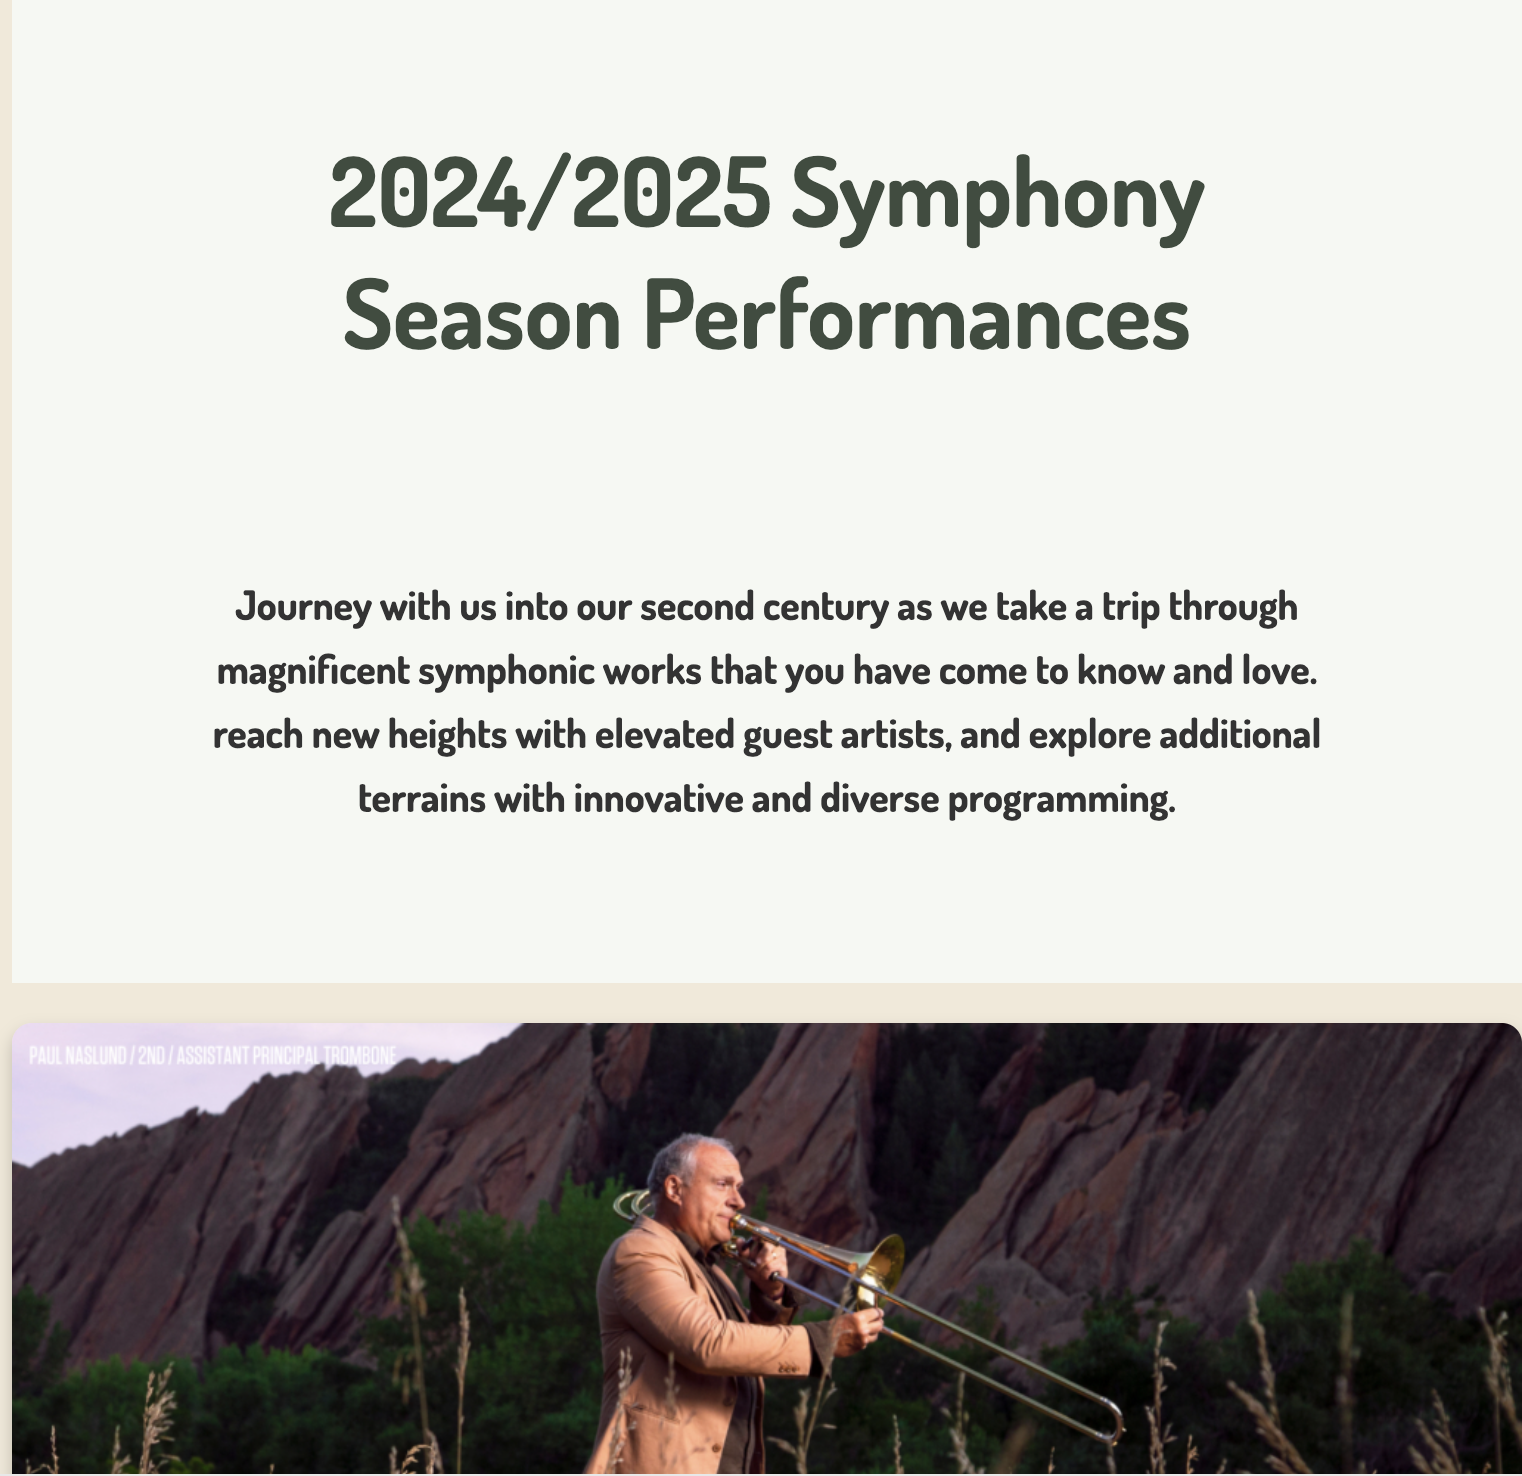 2024/2025 Symphony
Season Performances
Journey with us into our second century as we take a trip through
magnificent symphonic works that you have come to know and love.
reach new heights with elevated guest artists, and explore additional
terrains with innovative and diverse programming.
PAUL NASLUND / 2ND / ASSISTANT PRINCIPAL TROMBONE